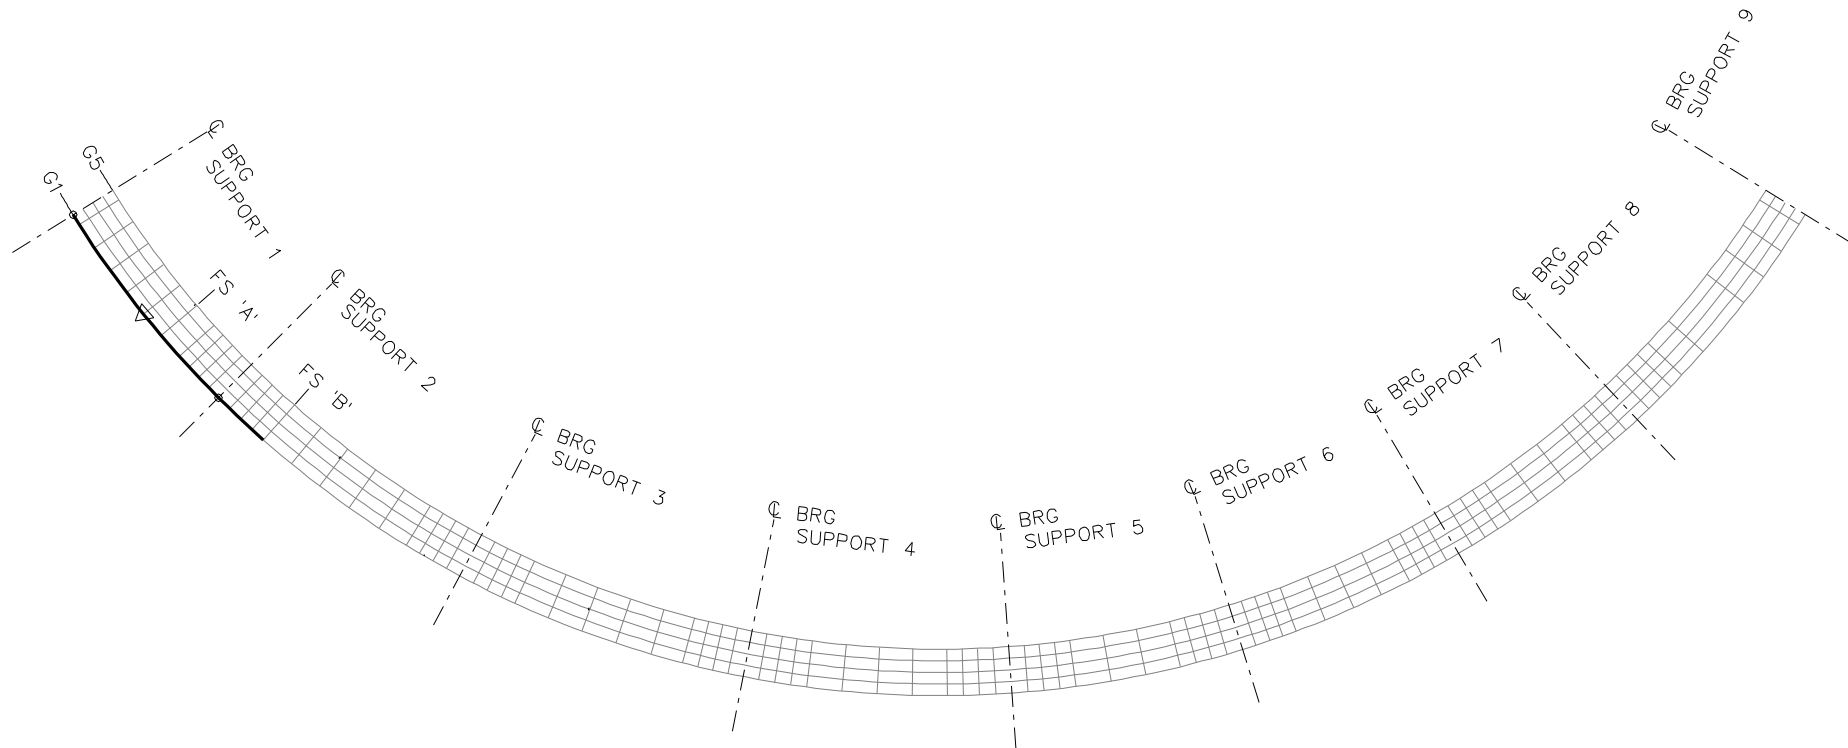 G1
G5
℄ BRG
SUPPORT 1
FS 'A'
℄ BRG
SUPPORT 2
FS 'B'
℄ BRG
SUPPORT 3
℄ BRG
SUPPORT 4
℄ BRG
SUPPORT 5
℄ BRG
SUPPORT 6
℄ BRG
SUPPORT 7
℄ BRG
SUPPORT 8
℄ BRG
SUPPORT 9